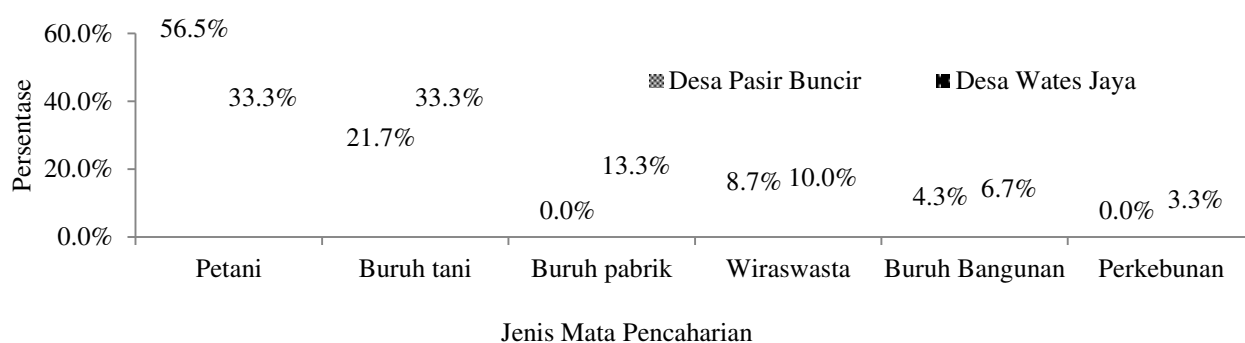 60.0%
40.0%
20.0%
0.0%
Persentase
56.5%
33.3%
21.7%
33.3%
0.0%
13.3%
8.7%
10.0%
4.3%
6.7%
0.0%
3.3%
Desa Pasir Buncir
Desa Wates Jaya
Petani
Buruh tani
Buruh pabrik
Wiraswasta
Buruh Bangunan
Perkebunan
Jenis Mata Pencaharian